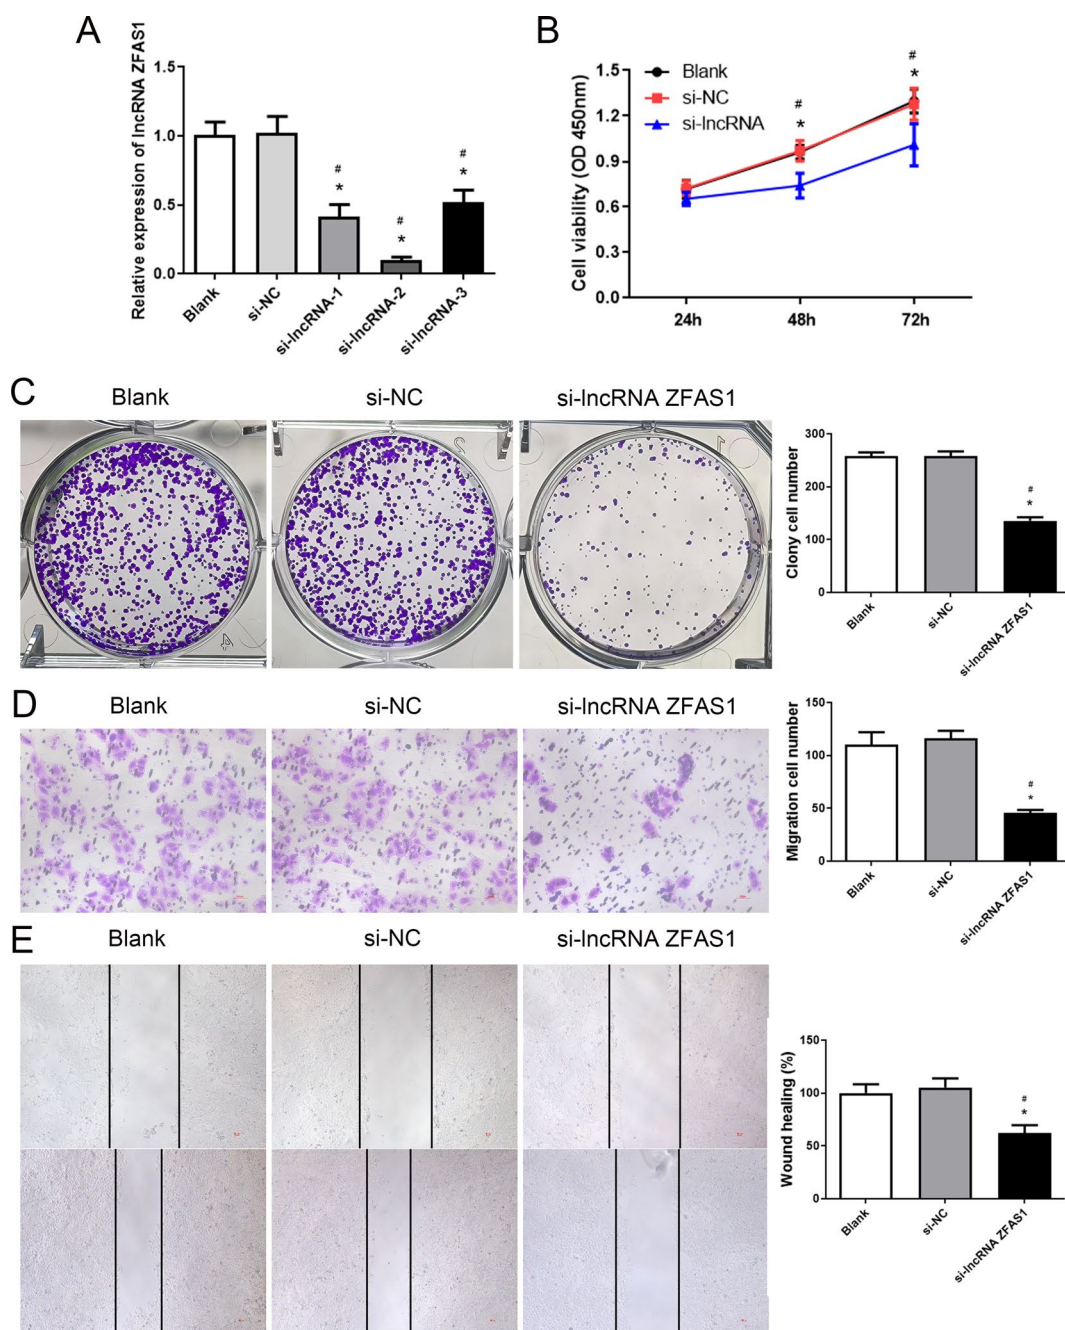 A
Relative expression of lncRNA ZFAS1
1.5
1.0
0.5
0.0
#
*
#
*
#
*
Blank
si-NC
si-lncRNA-1
si-lncRNA-2
si-lncRNA-3
B
Cell viability (OD 450nm)
1.5
1.2
0.9
0.6
0.3
0.0
Blank
si-NC
si-lncRNA
#
*
#
*
24h
48h
72h
C
Blank
si-NC
si-lncRNA ZFAS1
4
2
1
Clony cell number
300
200
100
0
#
*
Blank
si-NC
si-lncRNA ZFAS1
D
Blank
si-NC
si-lncRNA ZFAS1
Migration cell number
150
100
50
0
#
*
Blank
si-NC
si-lncRNA ZFAS1
E
Blank
si-NC
si-lncRNA ZFAS1
Wound healing (%)
150
100
50
0
#
*
Blank
si-NC
si-lncRNA ZFAS1